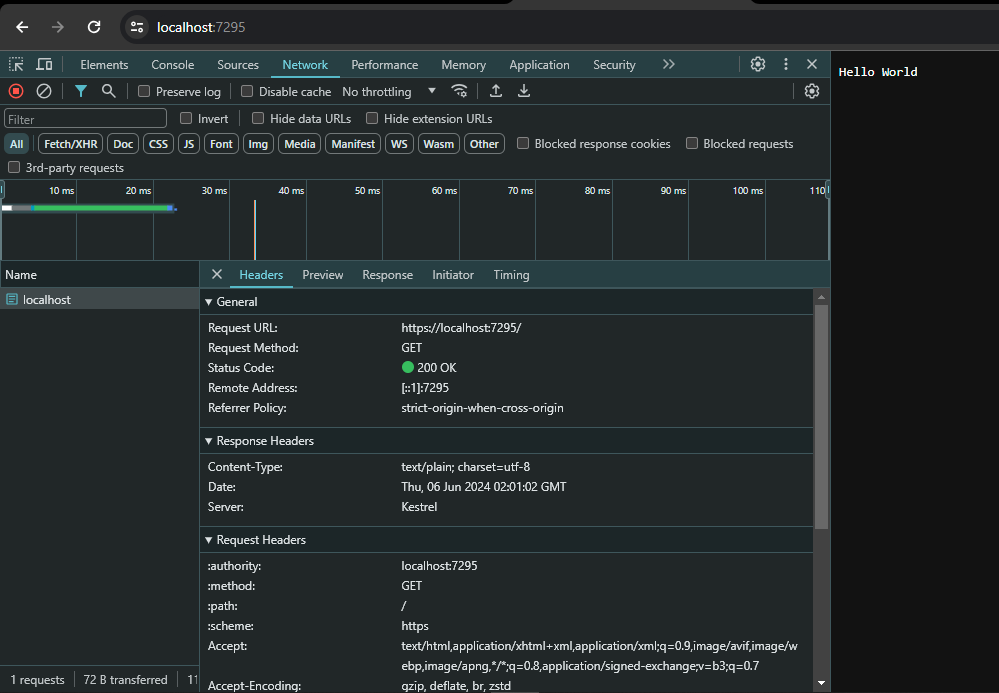 localhost:7295
Elements Console Sources Network Performance Memory Application Security
Hello World
Preserve log Disable cache No throttling
Filter Invert Hide data URLs Hide extension URLs
All Fetch/XHR Doc CSS JS Font Img Media Manifest WS Wasm Other Blocked response cookies Blocked requests
3rd-party requests
10 ms 20 ms 30 ms 40 ms 50 ms 60 ms 70 ms 80 ms 90 ms 100 ms 110
Name Headers Preview Response Initiator Timing
localhost
General
Request URL: https://localhost:7295/
Request Method: GET
Status Code: 200 OK
Remote Address: [::1]:7295
Referrer Policy: strict-origin-when-cross-origin
Response Headers
Content-Type: text/plain; charset=utf-8
Date: Thu, 06 Jun 2024 02:01:02 GMT
Server: Kestrel
Request Headers
:authority: localhost:7295
:method: GET
:path: /
:scheme: https
Accept: text/html,application/xhtml+xml,application/xml;q=0.9,image/avif,image/w
ebp,image/apng,*/*;q=0.8,application/signed-exchange;v=b3;q=0.7
Accept-Encoding: gzip, deflate, br, zstd
1 requests 72 B transferred 11